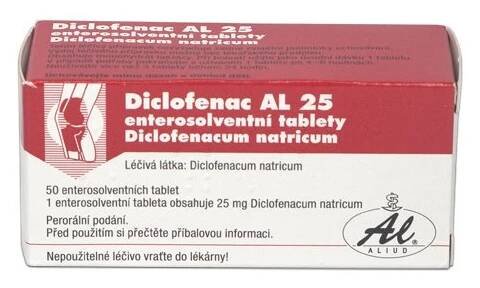 Diclofenac AL 25
enterosolventní tablety
Diclofenacum natricum
Diclofenac AL 25
enterosolventní tablety
Diclofenacum natricum
Léčivá látka: Diclofenacum natricum
50 enterosolventních tablet
1 enterosolventní tableta obsahuje 25 mg Diclofenacum natricum
Perorální podání.
Před použitím si přečtěte příbalovou informaci.
Nepoužitelné léčivo vraťte do lékárny!
Al
ALIUD®